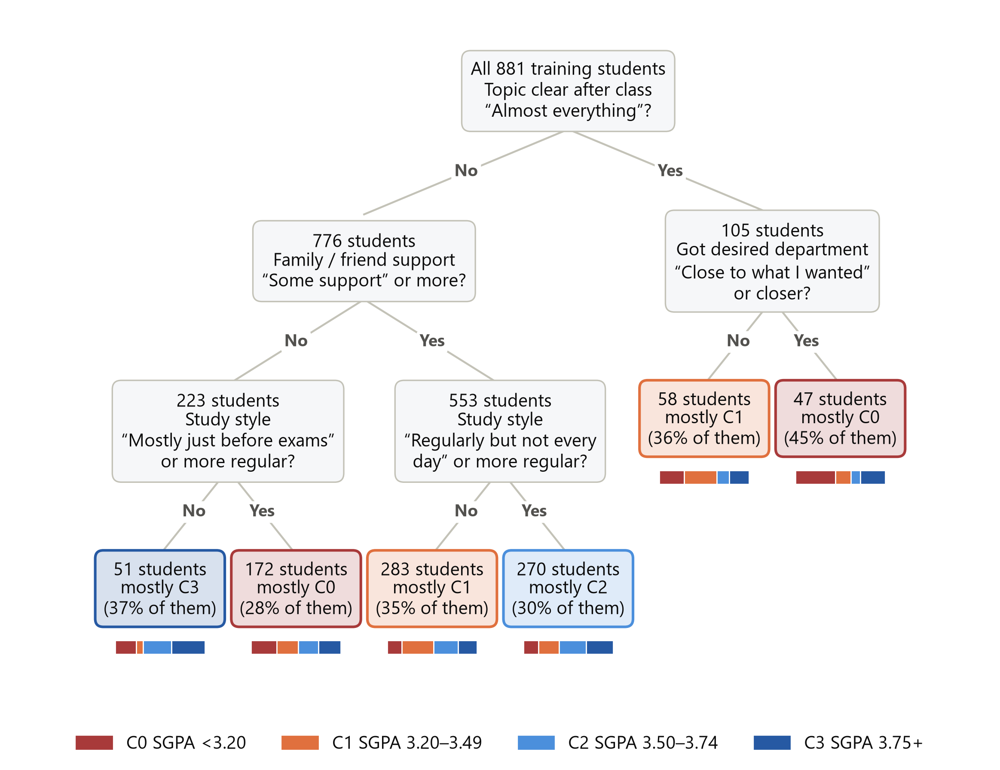 All 881 training students
Topic clear after class
“Almost everything”?
No
Yes
776 students
Family / friend support
“Some support” or more?
105 students
Got desired department
“Close to what I wanted”
or closer?
No
Yes
No
Yes
223 students
Study style
“Mostly just before exams”
or more regular?
553 students
Study style
“Regularly but not every
day” or more regular?
58 students
mostly C1
(36% of them)
47 students
mostly C0
(45% of them)
No
Yes
No
Yes
51 students
mostly C3
(37% of them)
172 students
mostly C0
(28% of them)
283 students
mostly C1
(35% of them)
270 students
mostly C2
(30% of them)
C0 SGPA <3.20
C1 SGPA 3.20–3.49
C2 SGPA 3.50–3.74
C3 SGPA 3.75+